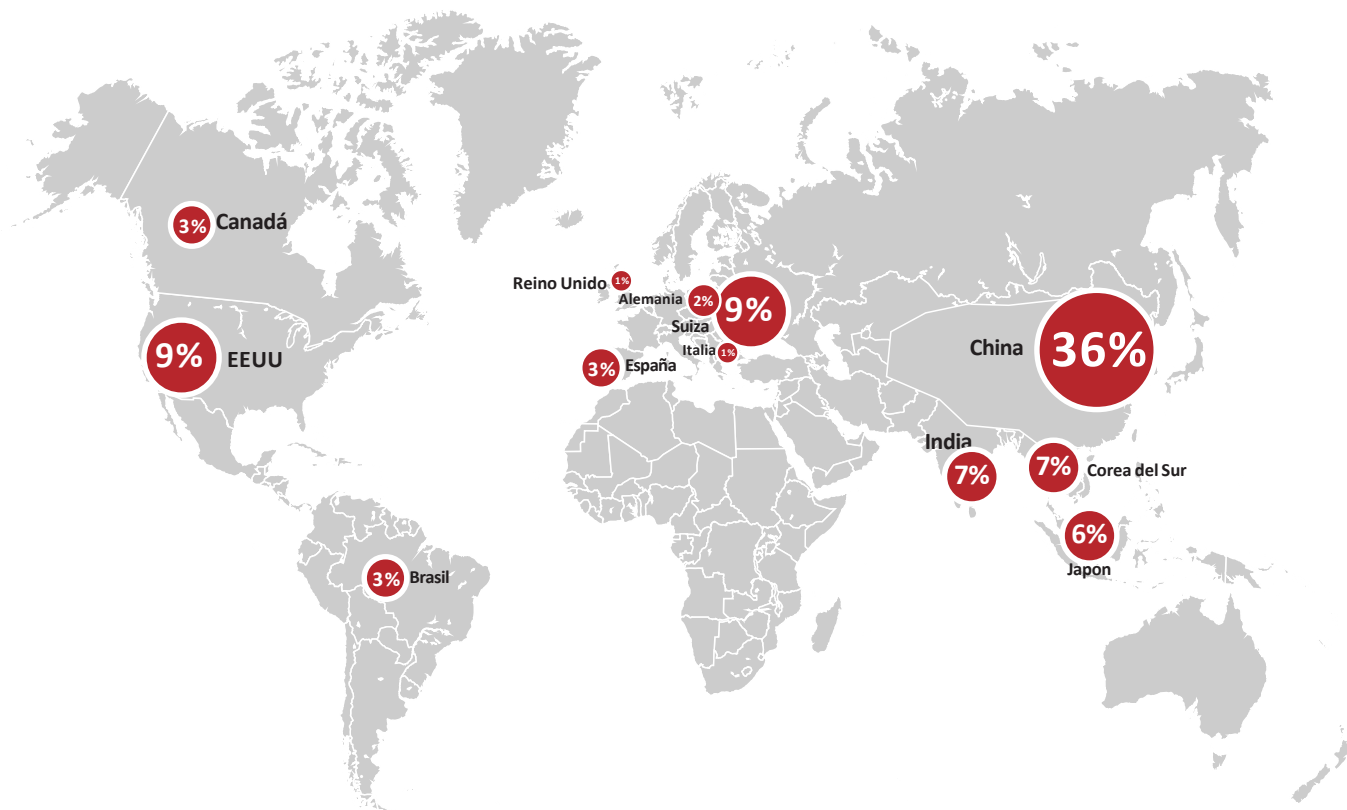 3% Canadá
Reino Unido 1%
Alemania 2%
9%
Suiza
Italia 1%
9% EEUU
3% España
China 36%
India
7%
7% Corea del Sur
6%
Japon
3% Brasil